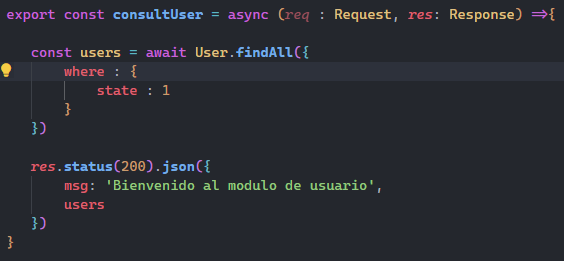 export const consultUser = async (req : Request, res: Response) =>{
const users = await User.findAll({
where : {
state : 1
}
})
res.status(200).json({
msg: 'Bienvenido al modulo de usuario',
users
})
}